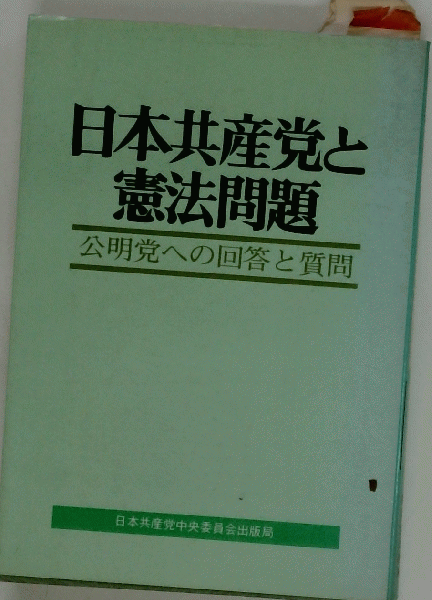 日本共産党と
憲法問題
公明党への回答と質問
日本共産党中央委員会出版局